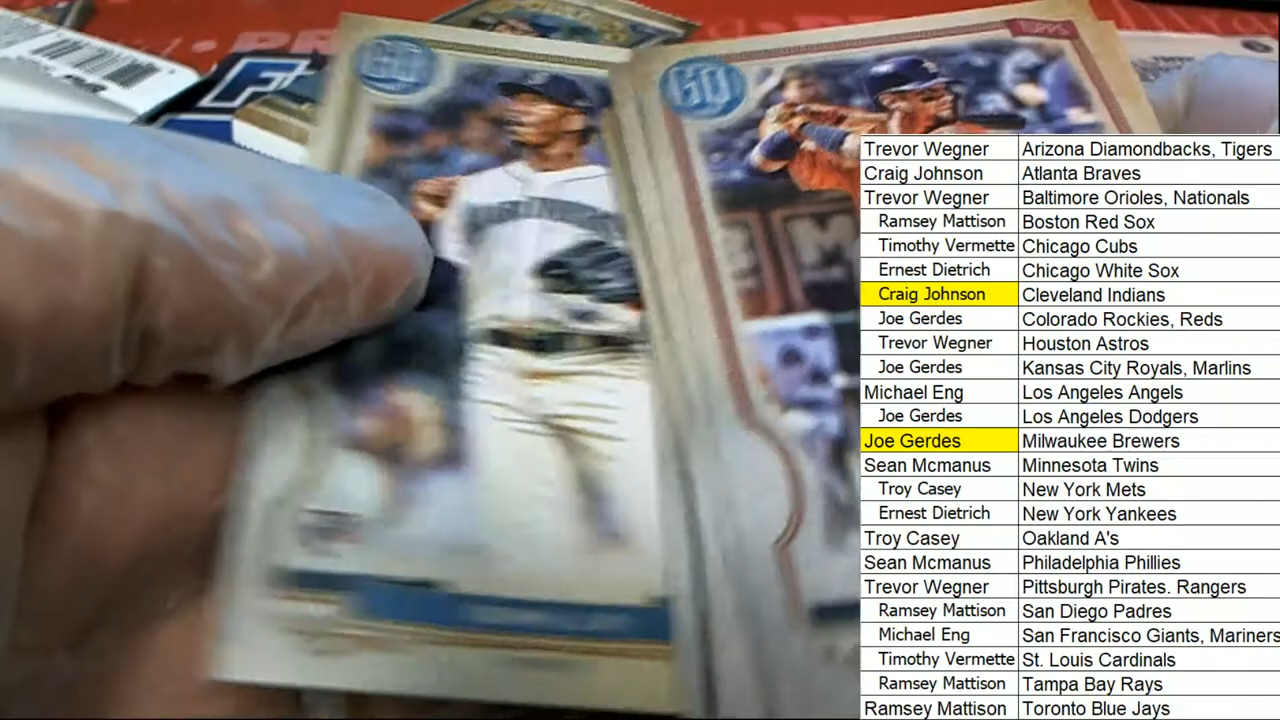 GQ
GQ
TOPPS
Trevor Wegner Arizona Diamondbacks, Tigers
Craig Johnson Atlanta Braves
Trevor Wegner Baltimore Orioles, Nationals
Ramsey Mattison Boston Red Sox
Timothy Vermette Chicago Cubs
Ernest Dietrich Chicago White Sox
Craig Johnson Cleveland Indians
Joe Gerdes Colorado Rockies, Reds
Trevor Wegner Houston Astros
Joe Gerdes Kansas City Royals, Marlins
Michael Eng Los Angeles Angels
Joe Gerdes Los Angeles Dodgers
Joe Gerdes Milwaukee Brewers
Sean Mcmanus Minnesota Twins
Troy Casey New York Mets
Ernest Dietrich New York Yankees
Troy Casey Oakland A's
Sean Mcmanus Philadelphia Phillies
Trevor Wegner Pittsburgh Pirates. Rangers
Ramsey Mattison San Diego Padres
Michael Eng San Francisco Giants, Mariners
Timothy Vermette St. Louis Cardinals
Ramsey Mattison Tampa Bay Rays
Ramsey Mattison Toronto Blue Jays